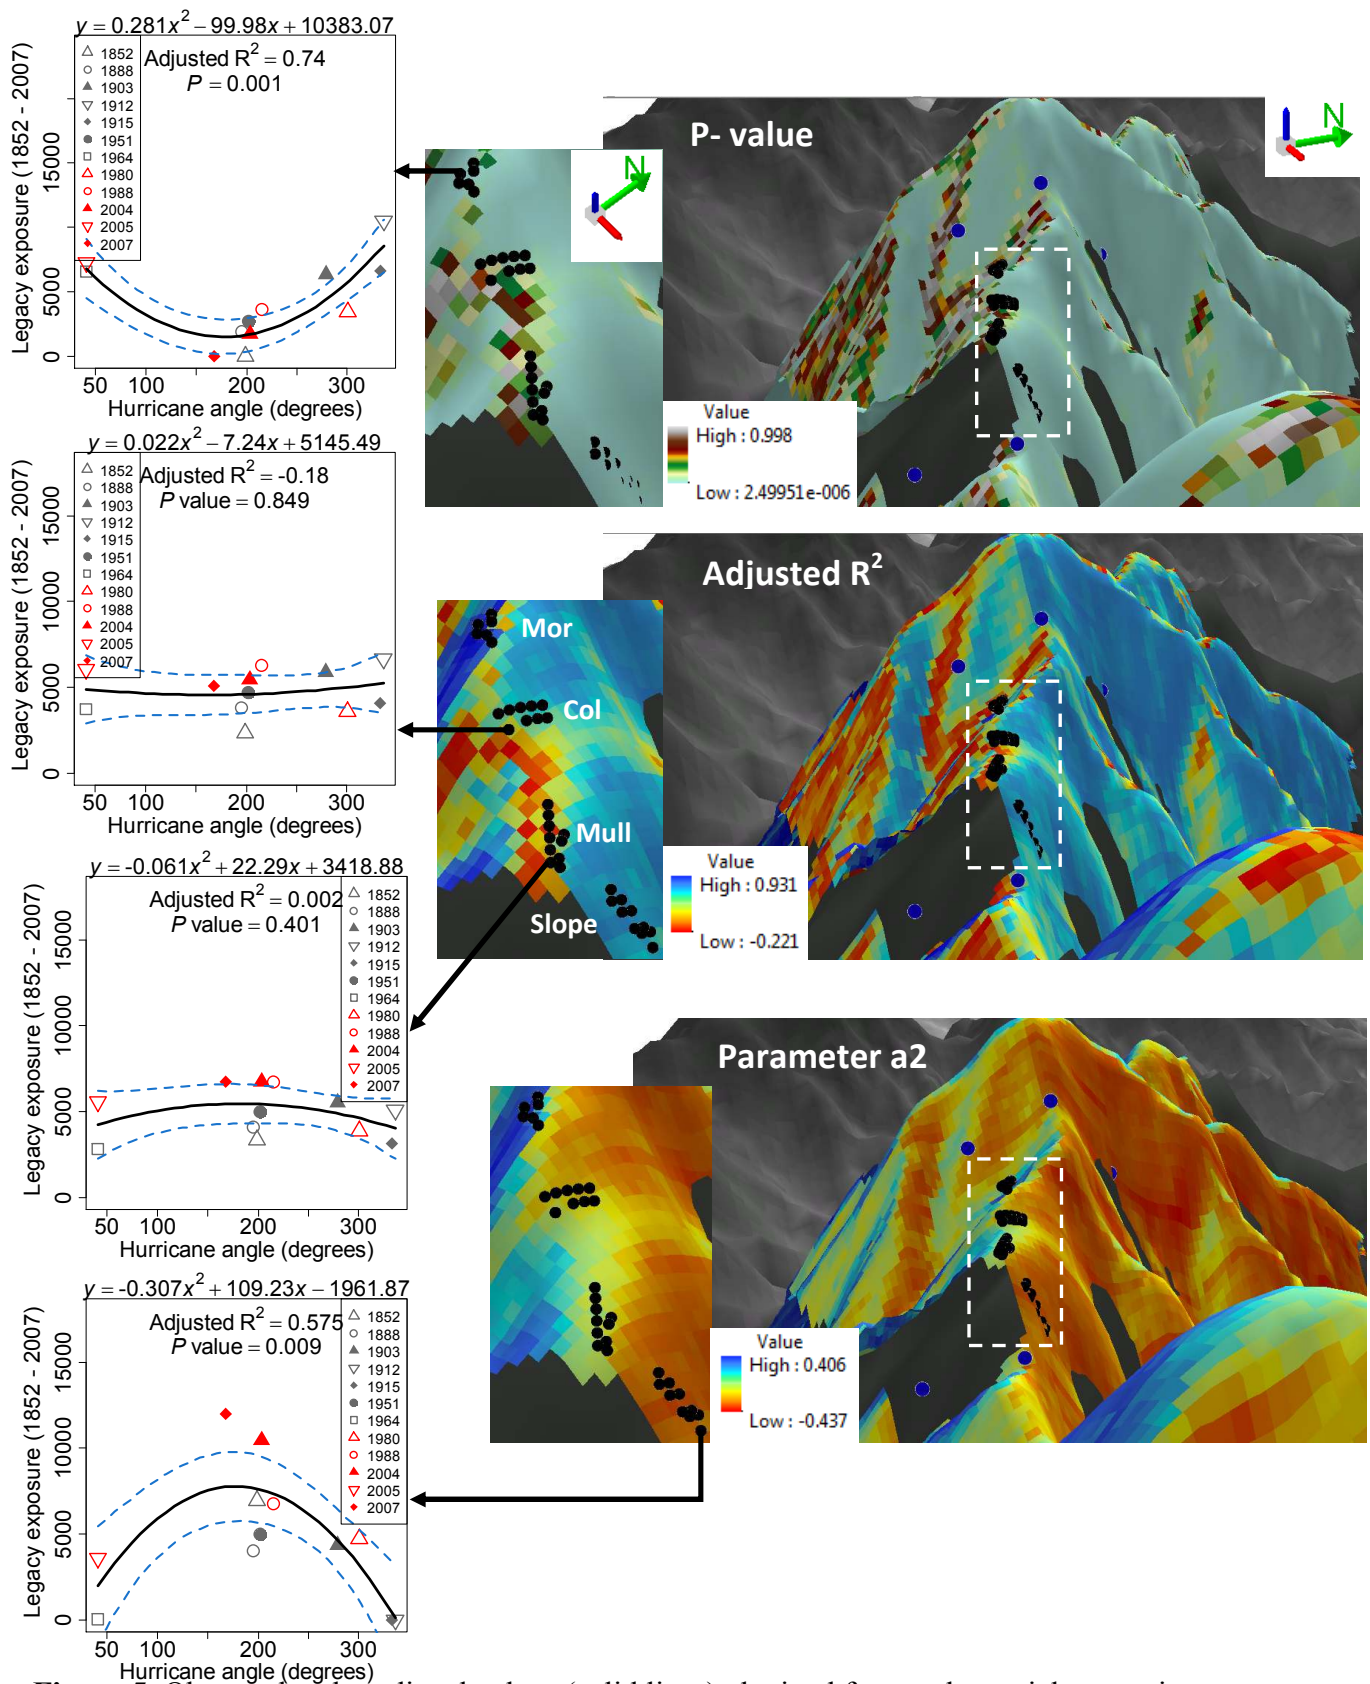 y = 0.281x² − 99.98x + 10383.07
Adjusted R² = 0.74
P = 0.001
1852
1888
1903
1912
1915
1951
1964
1980
1988
2004
2005
2007
Legacy exposure (1852 - 2007)
0
5000
15000
50
100
200
300
Hurricane angle (degrees)
y = 0.022x² − 7.24x + 5145.49
Adjusted R² = -0.18
P value = 0.849
1852
1888
1903
1912
1915
1951
1964
1980
1988
2004
2005
2007
Legacy exposure (1852 - 2007)
0
5000
10000
15000
50
100
200
300
Hurricane angle (degrees)
y = -0.061x² + 22.29x + 3418.88
Adjusted R² = 0.002
P value = 0.401
1852
1888
1903
1912
1915
1951
1964
1980
1988
2004
2005
2007
Legacy exposure (1852 - 2007)
0
5000
10000
15000
50
100
200
300
Hurricane angle (degrees)
y = -0.307x² + 109.23x − 1961.87
Adjusted R² = 0.575
P value = 0.009
1852
1888
1903
1912
1915
1951
1964
1980
1988
2004
2005
2007
Legacy exposure (1852 - 2007)
0
5000
10000
15000
50
100
200
300
Hurricane angle (degrees)
P- value
N
N
Value
High : 0.998
Low : 2.49951e-006
Adjusted R²
Mor
Col
Mull
Slope
Value
High : 0.931
Low : -0.221
Parameter a2
Value
High : 0.406
Low : -0.437